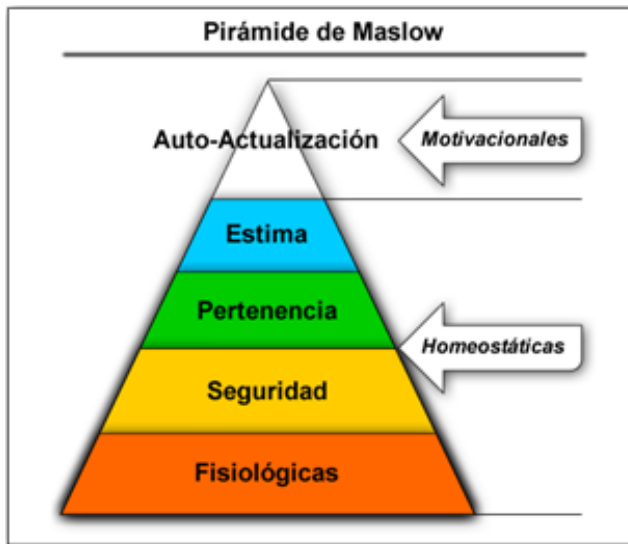 Pirámide de Maslow
Auto-Actualización
Motivacionales
Estima
Pertenencia
Homeostáticas
Seguridad
Fisiológicas